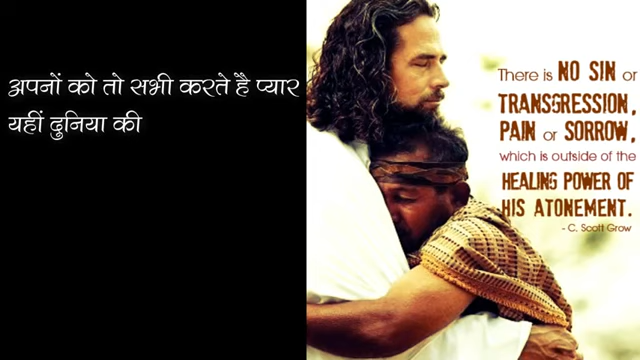 अपनों को तो सभी करते है प्यार
यहीं दुनिया की
There is NO SIN or
TRANSGRESSION,
PAIN or SORROW,
which is outside of the
HEALING POWER OF
HIS ATONEMENT.
- C. Scott Grow